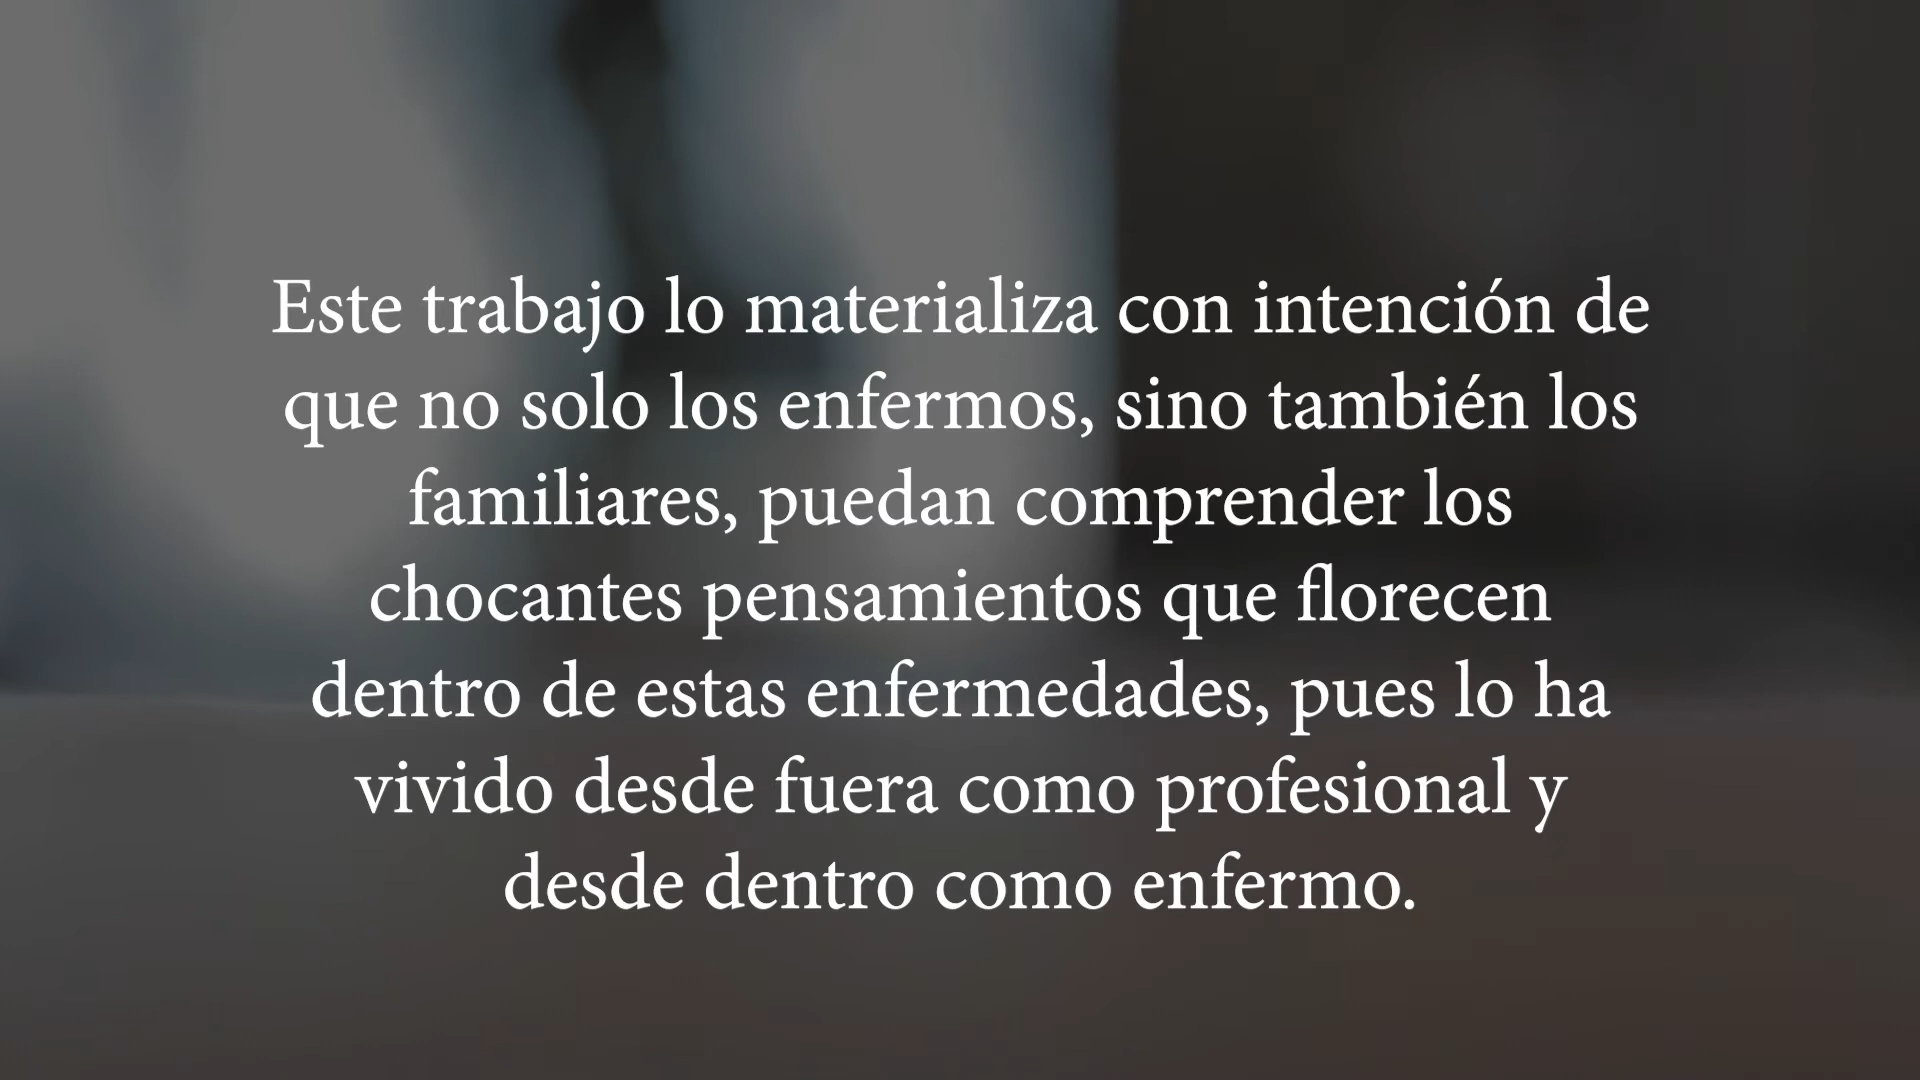 Este trabajo lo materializa con intención de
que no solo los enfermos, sino también los
familiares, puedan comprender los
chocantes pensamientos que florecen
dentro de estas enfermedades, pues lo ha
vivido desde fuera como profesional y
desde dentro como enfermo.